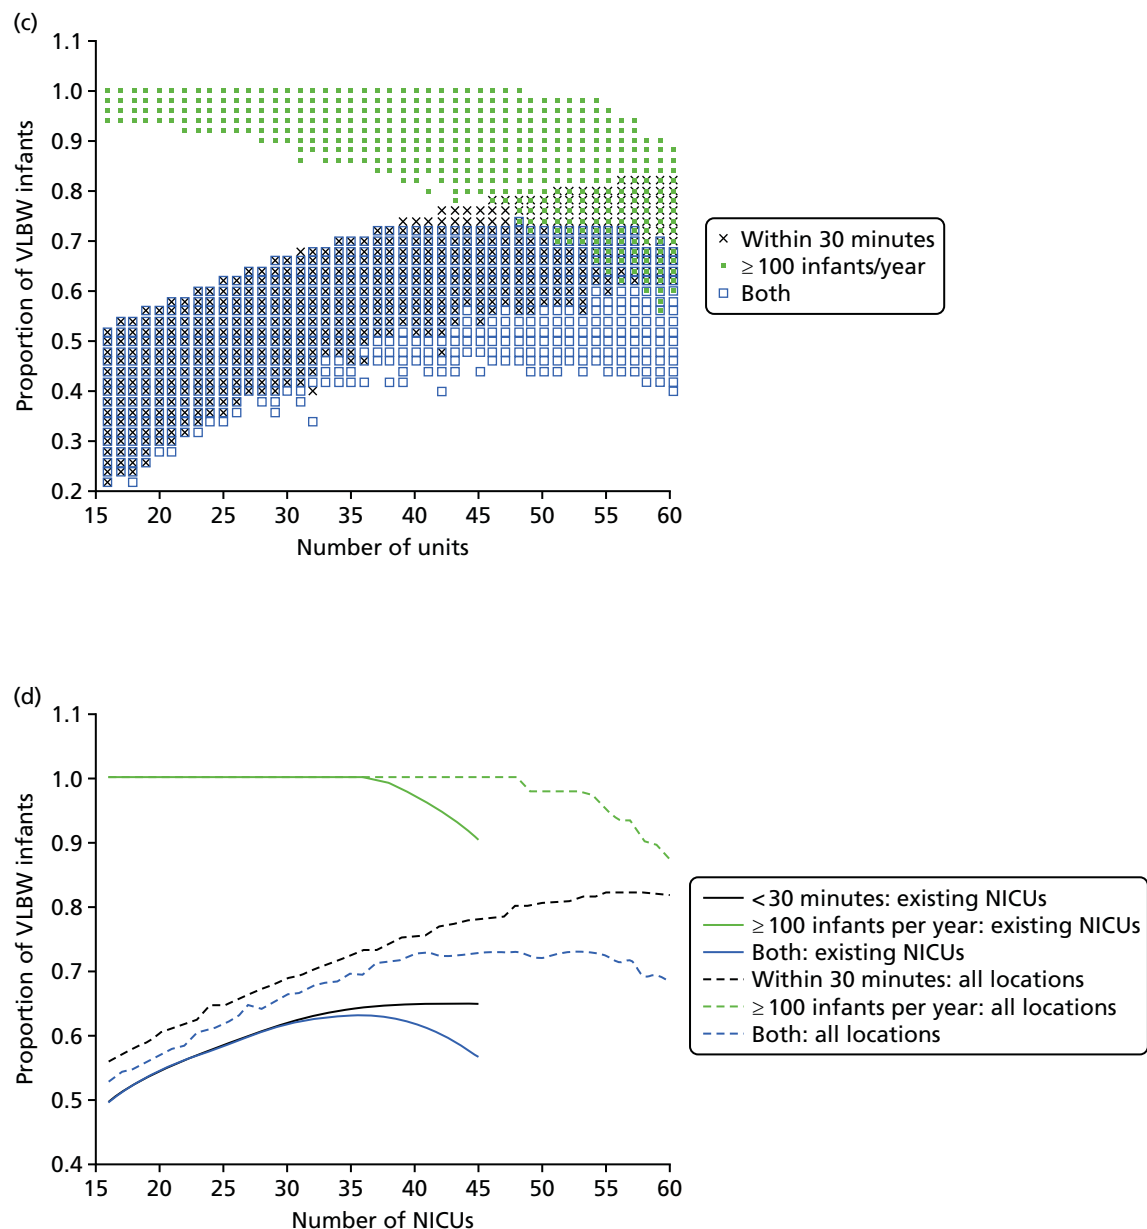 (c)
1.1
1.0
0.9
0.8
0.7
0.6
0.5
0.4
0.3
0.2
Proportion of VLBW infants
15 20 25 30 35 40 45 50 55 60
Number of units
Within 30 minutes
≥100 infants/year
Both
(d)
1.1
1.0
0.9
0.8
0.7
0.6
0.5
0.4
Proportion of VLBW infants
15 20 25 30 35 40 45 50 55 60
Number of NICUs
<30 minutes: existing NICUs
≥100 infants per year: existing NICUs
Both: existing NICUs
Within 30 minutes: all locations
≥100 infants per year: all locations
Both: all locations